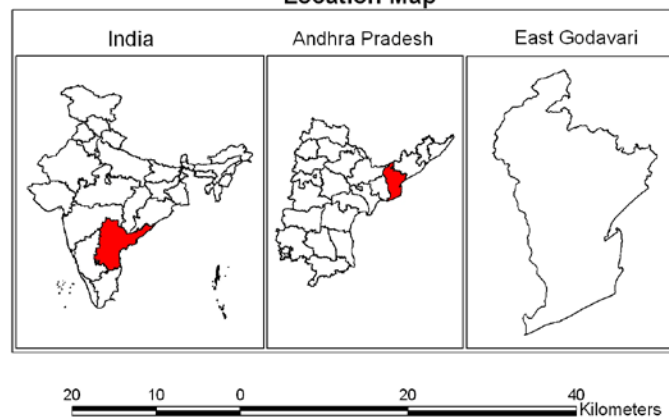 Location Map
India
Andhra Pradesh
East Godavari
20 10 0 20 40
Kilometers